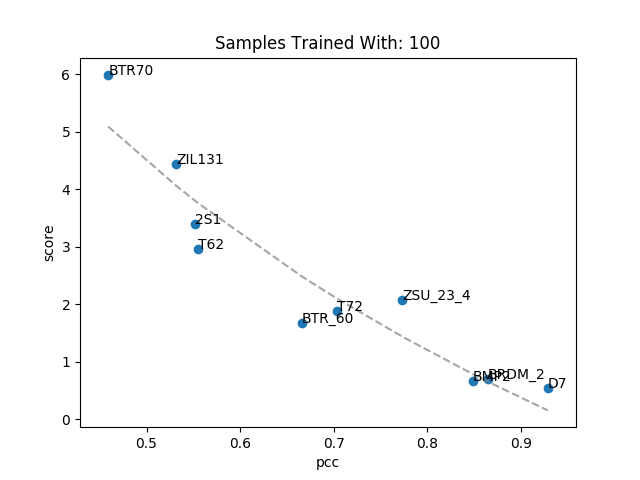 Samples Trained With: 100
BTR70
ZIL131
2S1
T62
ZSU_23_4
T72
BTR_60
BRDM_2
BMP2
D7
6
5
4
3
2
1
0
score
0.5
0.6
0.7
0.8
0.9
pcc